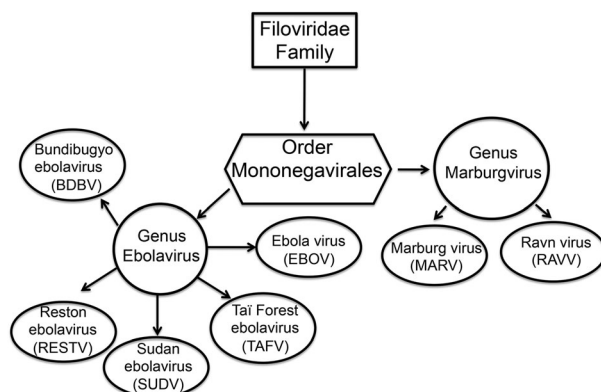 Filoviridae
Family
Order
Mononegavirales
Genus
Marburgvirus
Bundibugyo
ebolavirus
(BDBV)
Genus
Ebolavirus
Ebola virus
(EBOV)
Marburg virus
(MARV)
Ravn virus
(RAVV)
Reston
ebolavirus
(RESTV)
Sudan
ebolavirus
(SUDV)
Taï Forest
ebolavirus
(TAFV)